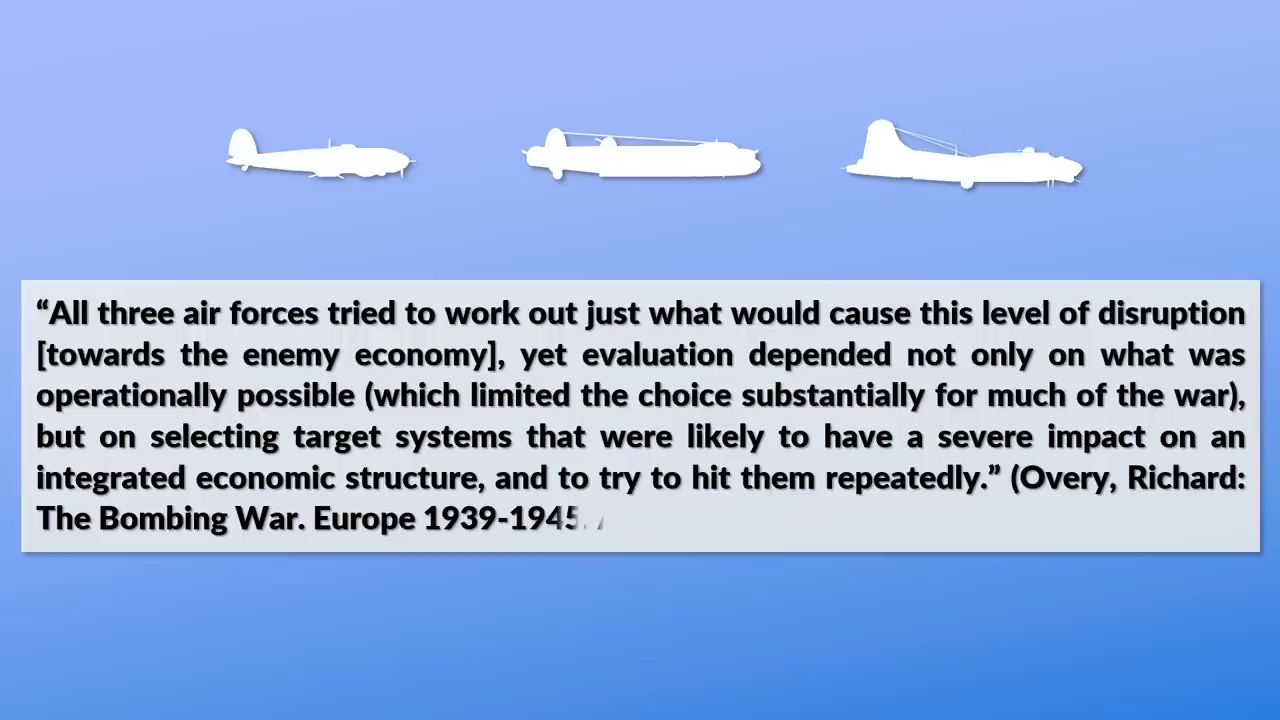 “All three air forces tried to work out just what would cause this level of disruption
[towards the enemy economy], yet evaluation depended not only on what was
operationally possible (which limited the choice substantially for much of the war),
but on selecting target systems that were likely to have a severe impact on an
integrated economic structure, and to try to hit them repeatedly.” (Overy, Richard:
The Bombing War. Europe 1939-1945